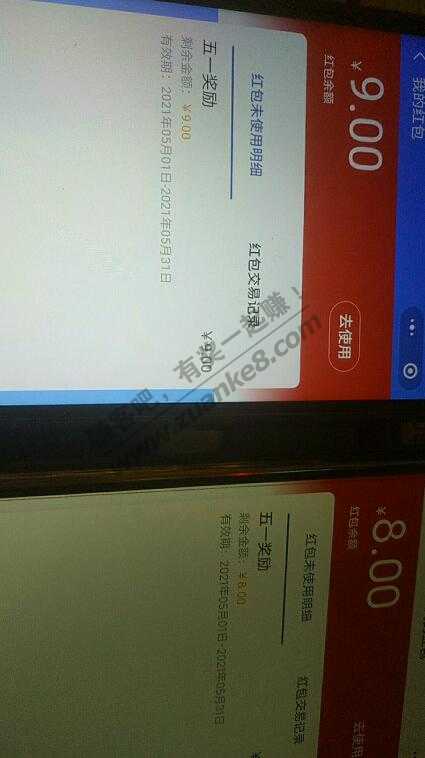 我的红包
¥9.00
红包余额
去使用
红包未使用明细
红包交易记录
五一奖励
¥9.00
剩余金额：¥9.00
有效期：2021年05月01日-2021年05月31日
有奖一起赚！
www.zuanke8.com
¥8.00
红包余额
去使用
红包未使用明细
红包交易记录
五一奖励
剩余金额：¥8.00
有效期：2021年05月01日-2021年05月31日